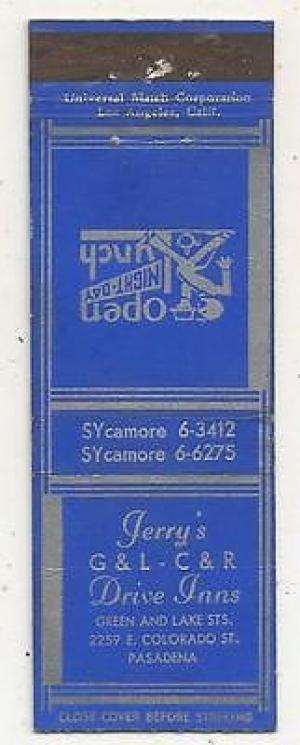 Universal Match Corporation
Los Angeles, Calif.
Open
NIGHT-DAY
Lunch
SYcamore 6-3412
SYcamore 6-6275
Jerry's
G & L - C & R
Drive Inns
GREEN AND LAKE STS.
2259 E. COLORADO ST.
PASADENA
CLOSE COVER BEFORE STRIKING